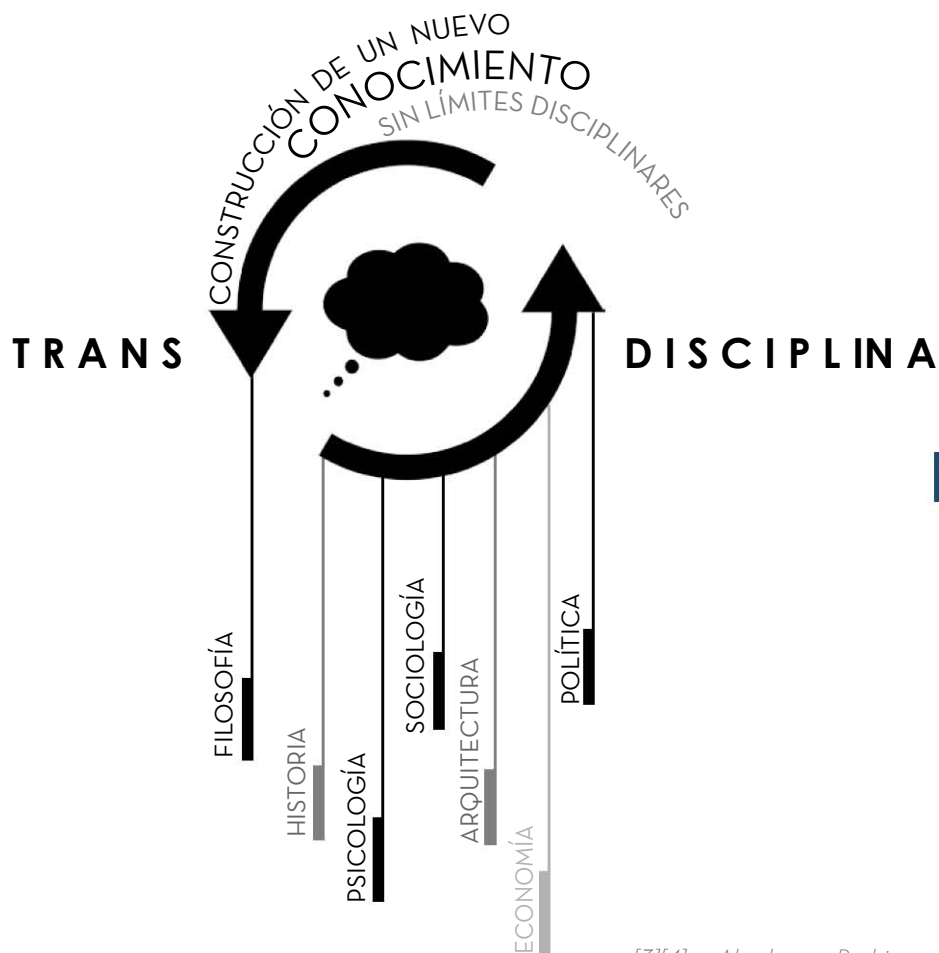 CONSTRUCCIÓN DE UN NUEVO
CONOCIMIENTO
SIN LÍMITES DISCIPLINARES
TRANS DISCIPLINA
FILOSOFÍA
HISTORIA
PSICOLOGÍA
SOCIOLOGÍA
ARQUITECTURA
ECONOMÍA
POLÍTICA